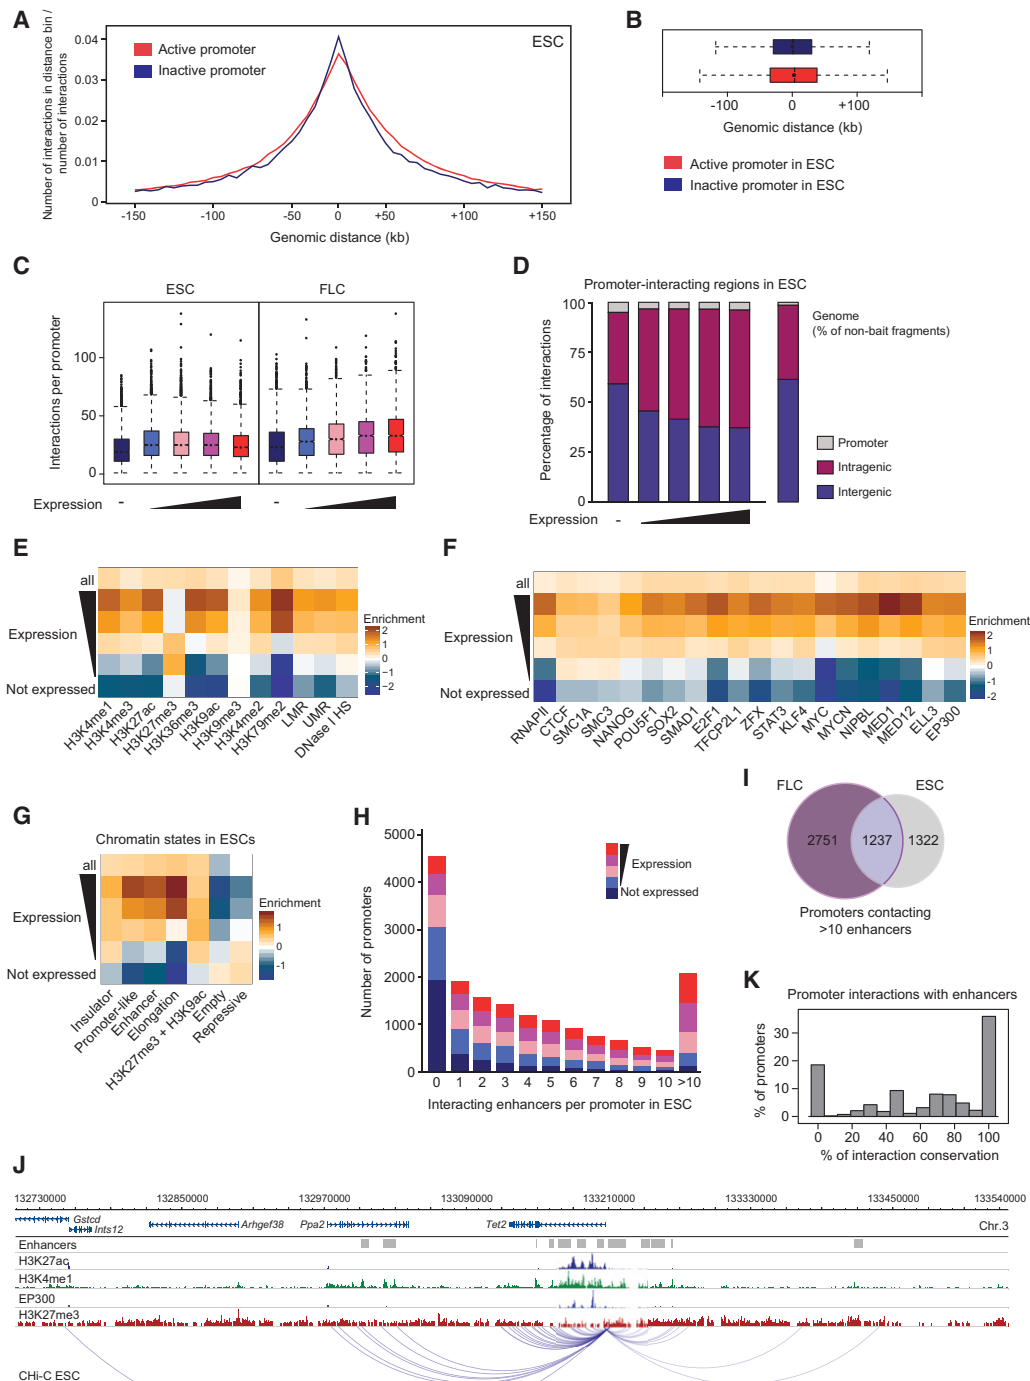 A
Number of interactions in distance bin /
number of interactions
0.04
0.03
0.02
0.01
0
Active promoter
Inactive promoter
ESC
-150
-100
-50
0
+50
+100
+150
Genomic distance (kb)
B
-100
0
+100
Genomic distance (kb)
Active promoter in ESC
Inactive promoter in ESC
C
ESC
FLC
Interactions per promoter
100
50
0
Expression
-
-
D
Promoter-interacting regions in ESC
Percentage of interactions
100
75
50
25
0
Expression
-
Genome
(% of non-bait fragments)
Promoter
Intragenic
Intergenic
E
all
Expression
Not expressed
Enrichment
2
1
0
-1
-2
H3K4me1
H3K4me3
H3K27ac
H3K27me3
H3K36me3
H3K9ac
H3K9me3
H3K4me2
H3K79me2
LMR
UMR
DNase I HS
F
all
Expression
Not expressed
Enrichment
2
1
0
-1
-2
RNAPII
CTCF
SMC1A
SMC3
NANOG
POU5F1
SOX2
SMAD1
E2F1
TFCP2L1
ZFX
STAT3
KLF4
MYC
MYCN
NIPBL
MED1
MED12
ELL3
EP300
G
Chromatin states in ESCs
all
Expression
Not expressed
Enrichment
1
0
-1
Insulator
Promoter-like
Enhancer
Elongation
H3K27me3 + H3K9ac
Empty
Repressive
H
Number of promoters
5000
4000
3000
2000
1000
0
Expression
Not expressed
0
1
2
3
4
5
6
7
8
9
10
>10
Interacting enhancers per promoter in ESC
I
FLC
ESC
2751
1237
1322
Promoters contacting
>10 enhancers
K
Promoter interactions with enhancers
% of promoters
30
20
10
0
0
20
40
60
80
100
% of interaction conservation
J
132730000
132850000
132970000
133090000
133210000
133330000
133450000
133540000
Gstcd
Ints12
Arhgef38
Ppa2
Tet2
Chr.3
Enhancers
H3K27ac
H3K4me1
EP300
H3K27me3
CHi-C ESC